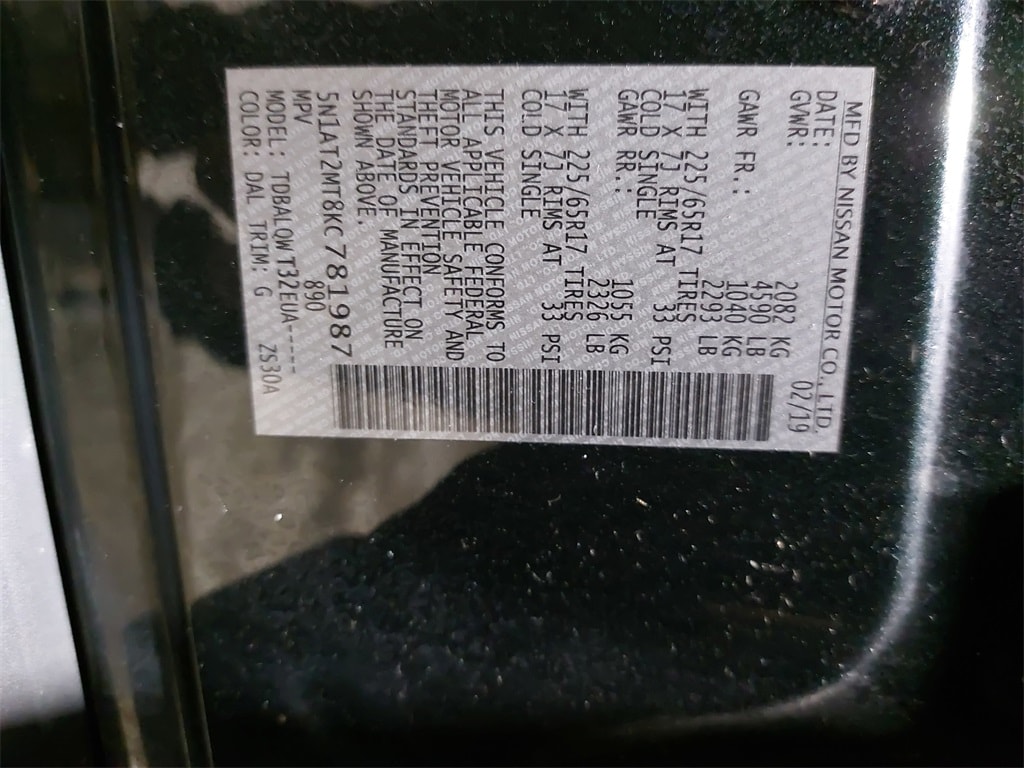 MFD BY NISSAN MOTOR CO., LTD.
DATE: 02/19
GVWR: 2082 KG
4590 LB
GAWR FR.: 1040 KG
2293 LB
WITH 225/65R17 TIRES
17 X 7J RIMS AT 33 PSI
COLD SINGLE
GAWR RR.: 1055 KG
2326 LB
WITH 225/65R17 TIRES
17 X 7J RIMS AT 33 PSI
COLD SINGLE
THIS VEHICLE CONFORMS TO
ALL APPLICABLE FEDERAL
MOTOR VEHICLE SAFETY AND
THEFT PREVENTION
STANDARDS IN EFFECT ON
THE DATE OF MANUFACTURE
SHOWN ABOVE.
5N1AT2MT8KC781987
MPV 890
MODEL: TDBALQWT32EUA-----
COLOR: DAL TRIM: G ZS30A